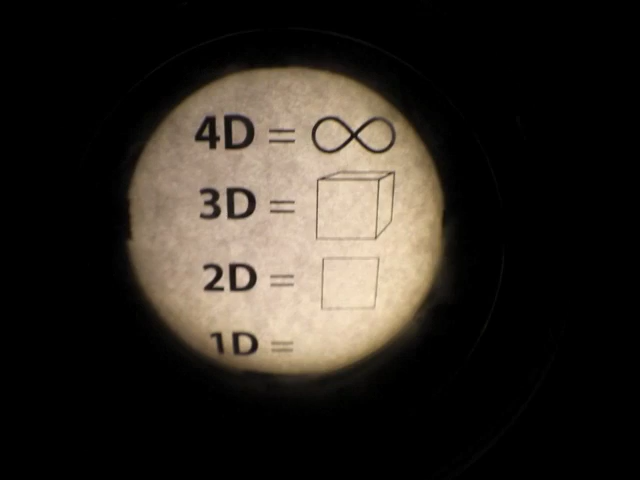 4D = ∞
3D =
2D =
1D =